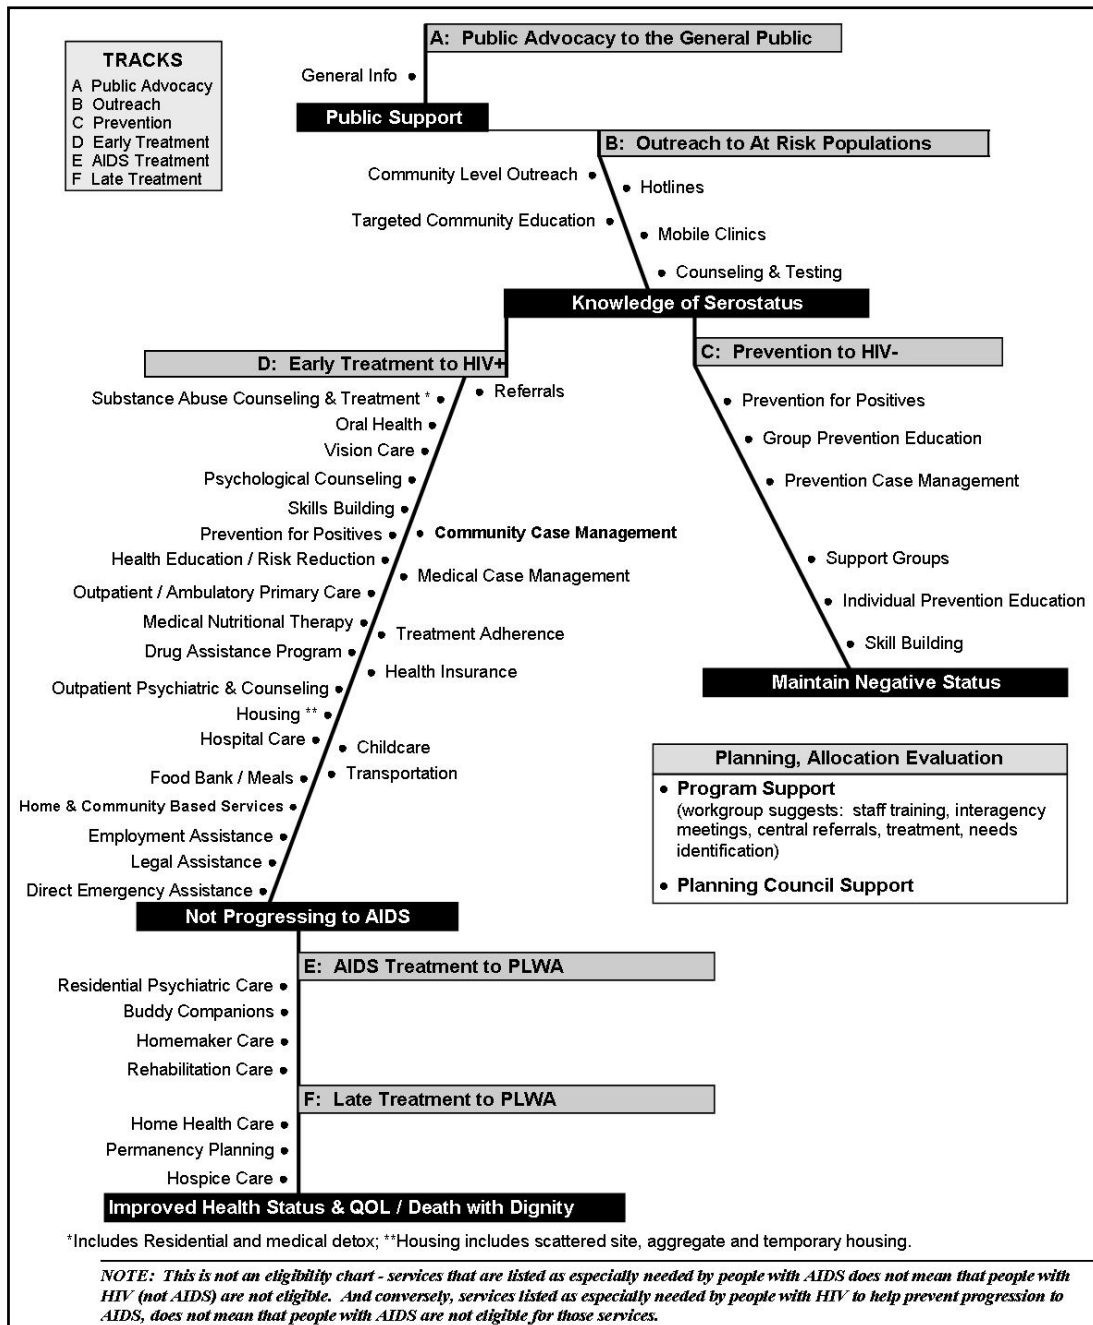 TRACKS
A Public Advocacy
B Outreach
C Prevention
D Early Treatment
E AIDS Treatment
F Late Treatment
A: Public Advocacy to the General Public
General Info
Public Support
B: Outreach to At Risk Populations
Community Level Outreach
Hotlines
Targeted Community Education
Mobile Clinics
Counseling & Testing
Knowledge of Serostatus
D: Early Treatment to HIV+
Referrals
Substance Abuse Counseling & Treatment *
Oral Health
Vision Care
Psychological Counseling
Skills Building
Prevention for Positives
Community Case Management
Health Education / Risk Reduction
Medical Case Management
Outpatient / Ambulatory Primary Care
Medical Nutritional Therapy
Treatment Adherence
Drug Assistance Program
Health Insurance
Outpatient Psychiatric & Counseling
Housing **
Hospital Care
Childcare
Food Bank / Meals
Transportation
Home & Community Based Services
Employment Assistance
Legal Assistance
Direct Emergency Assistance
Not Progressing to AIDS
C: Prevention to HIV-
Prevention for Positives
Group Prevention Education
Prevention Case Management
Support Groups
Individual Prevention Education
Skill Building
Maintain Negative Status
Planning, Allocation Evaluation
• Program Support
(workgroup suggests: staff training, interagency
meetings, central referrals, treatment, needs
identification)
• Planning Council Support
E: AIDS Treatment to PLWA
Residential Psychiatric Care
Buddy Companions
Homemaker Care
Rehabilitation Care
F: Late Treatment to PLWA
Home Health Care
Permanency Planning
Hospice Care
Improved Health Status & QOL / Death with Dignity
*Includes Residential and medical detox; **Housing includes scattered site, aggregate and temporary housing.
NOTE: This is not an eligibility chart - services that are listed as especially needed by people with AIDS does not mean that people with
HIV (not AIDS) are not eligible. And conversely, services listed as especially needed by people with HIV to help prevent progression to
AIDS, does not mean that people with AIDS are not eligible for those services.